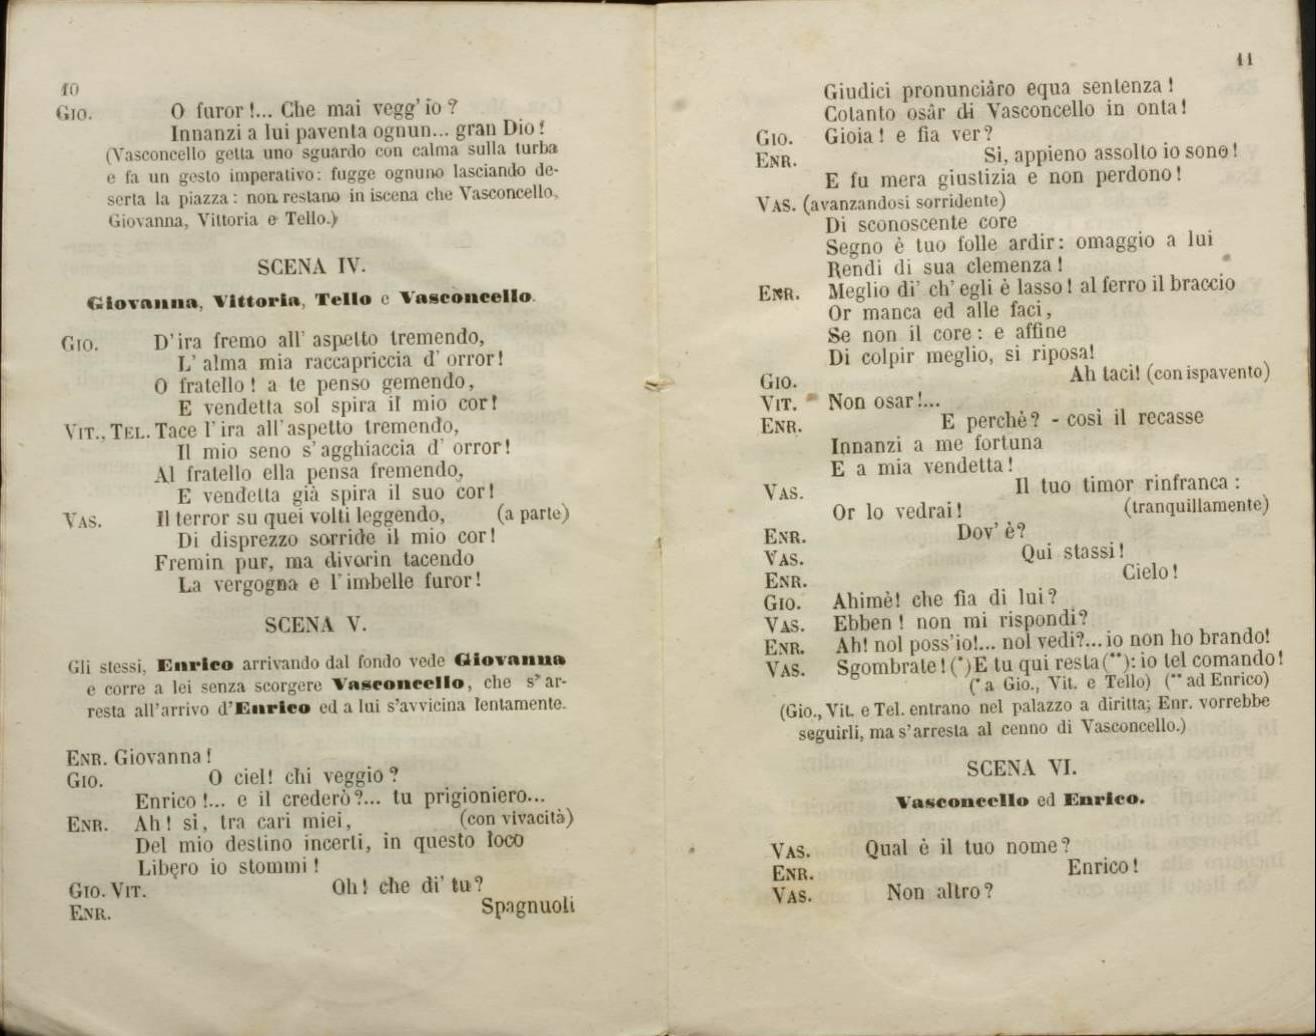 10
GIO. O furor!... Che mai vegg' io?
Innanzi a lui paventa ognun... gran Dio!
(Vasconcello getta uno sguardo con calma sulla turba
e fa un gesto imperativo: fugge ognuno lasciando de-
serta la piazza: non restano in iscena che Vasconcello,
Giovanna, Vittoria e Tello.)
SCENA IV.
Giovanna, Vittoria, Tello e Vasconcello.
GIO. D'ira fremo all' aspetto tremendo,
L' alma mia raccapriccia d' orror!
O fratello! a te penso gemendo,
E vendetta sol spira il mio cor!
VIT., TEL. Tace l'ira all'aspetto tremendo,
Il mio seno s'agghiaccia d' orror!
Al fratello ella pensa fremendo,
E vendetta già spira il suo cor!
VAS. Il terror su quei volti leggendo, (a parte)
Di disprezzo sorride il mio cor!
Fremin pur, ma divorin tacendo
La vergogna e l'imbelle furor!
SCENA V.
Gli stessi, Enrico arrivando dal fondo vede Giovanna
e corre a lei senza scorgere Vasconcello, che s'ar-
resta all'arrivo d'Enrico ed a lui s'avvicina lentamente.
ENR. Giovanna!
GIO. O ciel! chi veggio?
Enrico!... e il crederò?... tu prigioniero...
ENR. Ah! si, tra cari miei, (con vivacità)
Del mio destino incerti, in questo loco
Libero io stommi!
GIO. VIT. Oh! che di' tu?
ENR. Spagnuoli
11
Giudici pronunciâro equa sentenza!
Cotanto osâr di Vasconcello in onta!
GIO. Gioia! e fia ver?
ENR. Si, appieno assolto io sono!
E fu mera giustizia e non perdono!
VAS. (avanzandosi sorridente)
Di sconoscente core
Segno è tuo folle ardir: omaggio a lui
Rendi di sua clemenza!
ENR. Meglio di' ch' egli è lasso! al ferro il braccio
Or manca ed alle faci,
Se non il core: e affine
Di colpir meglio, si riposa!
GIO. Ah taci! (con ispavento)
VIT. Non osar!...
ENR. E perchè? - così il recasse
Innanzi a me fortuna
E a mia vendetta!
VAS. Il tuo timor rinfranca:
Or lo vedrai! (tranquillamente)
ENR. Dov' è?
VAS. Qui stassi!
ENR. Cielo!
GIO. Ahimè! che fia di lui?
VAS. Ebben! non mi rispondi?
ENR. Ah! nol poss'io!... nol vedi?... io non ho brando!
VAS. Sgombrate! (*) E tu qui resta (**): io tel comando!
(* a Gio., Vit. e Tello) (** ad Enrico)
(Gio., Vit. e Tel. entrano nel palazzo a diritta; Enr. vorrebbe
seguirli, ma s'arresta al cenno di Vasconcello.)
SCENA VI.
Vasconcello ed Enrico.
VAS. Qual è il tuo nome?
ENR. Enrico!
VAS. Non altro?